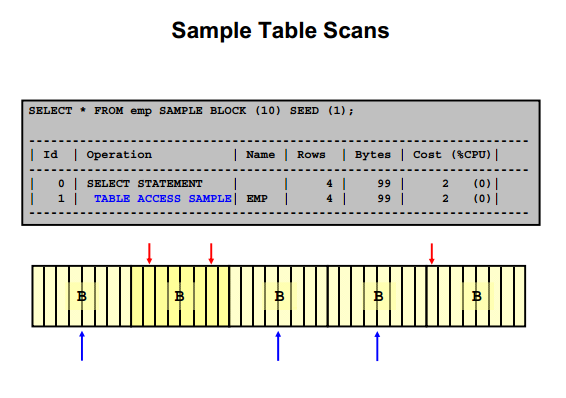 Sample Table Scans
SELECT * FROM emp SAMPLE BLOCK (10) SEED (1);
---------------------------------------------------------------------
| Id | Operation | Name | Rows | Bytes | Cost (%CPU)|
---------------------------------------------------------------------
| 0 | SELECT STATEMENT | | 4 | 99 | 2 (0)|
| 1 | TABLE ACCESS SAMPLE| EMP | 4 | 99 | 2 (0)|
---------------------------------------------------------------------
B B B B B